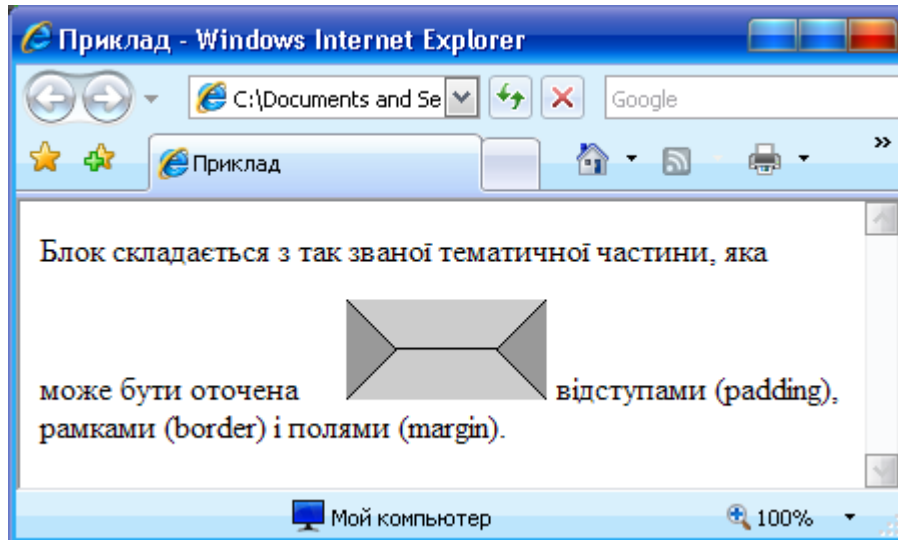 Приклад - Windows Internet Explorer
C:\Documents and Se
Google
Приклад
»
Блок складається з так званої тематичної частини, яка
може бути оточена відступами (padding),
рамками (border) і полями (margin).
Мой компьютер
100%